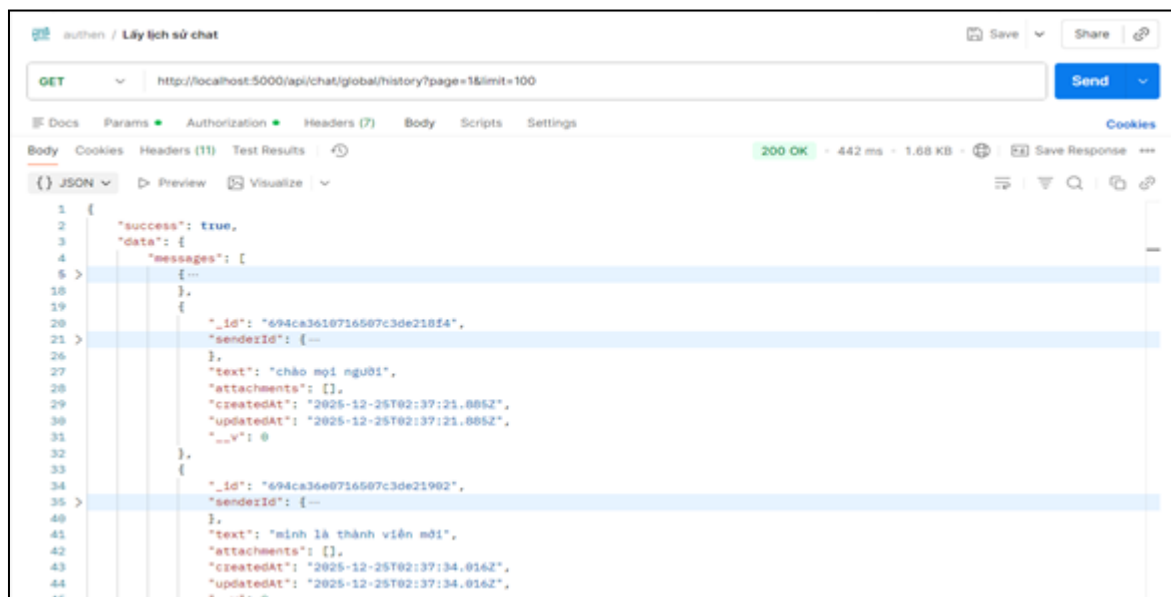 authen / Lấy lịch sử chat
Save
Share
GET http://localhost:5000/api/chat/global/history?page=1&limit=100
Send
Docs Params Authorization Headers (7) Body Scripts Settings Cookies
Body Cookies Headers (11) Test Results 200 OK 442 ms 1.68 KB Save Response
{} JSON Preview Visualize
1 {
2 "success": true,
3 "data": {
4 "messages": [
5 > {…
18 },
19 {
20 "_id": "694ca3610716507c3de218f4",
21 > "senderId": {…
26 },
27 "text": "chào mọi người",
28 "attachments": [],
29 "createdAt": "2025-12-25T02:37:21.885Z",
30 "updatedAt": "2025-12-25T02:37:21.885Z",
31 "__v": 0
32 },
33 {
34 "_id": "694ca36e0716507c3de21902",
35 > "senderId": {…
40 },
41 "text": "mình là thành viên mới",
42 "attachments": [],
43 "createdAt": "2025-12-25T02:37:34.016Z",
44 "updatedAt": "2025-12-25T02:37:34.016Z",